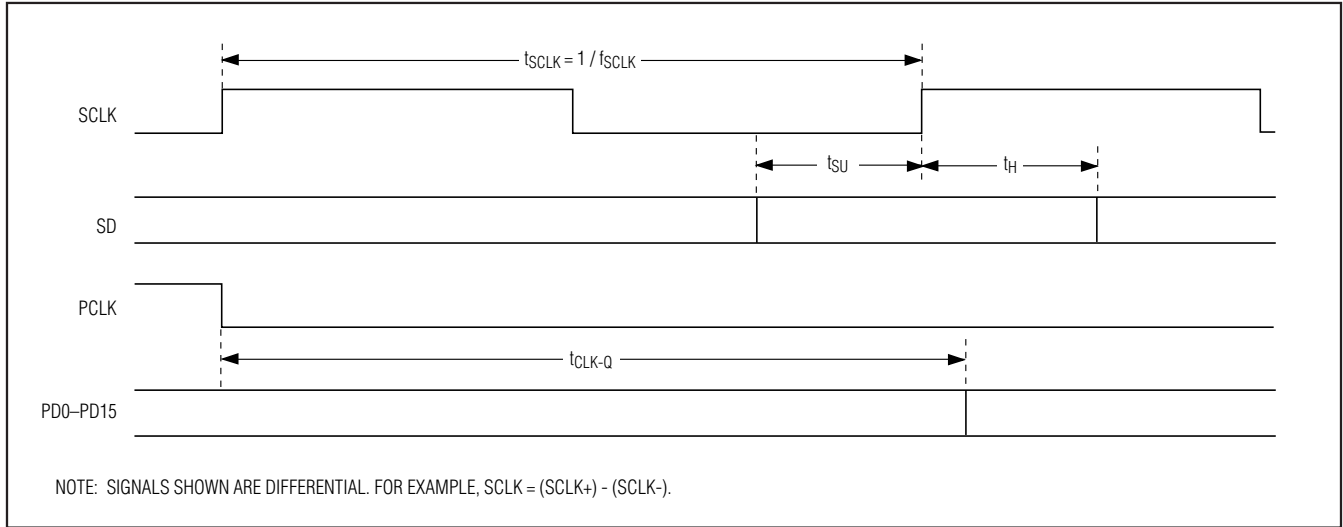 tSCLK = 1 / fSCLK
SCLK
tSU
tH
SD
PCLK
tCLK-Q
PD0–PD15
NOTE: SIGNALS SHOWN ARE DIFFERENTIAL. FOR EXAMPLE, SCLK = (SCLK+) - (SCLK-).